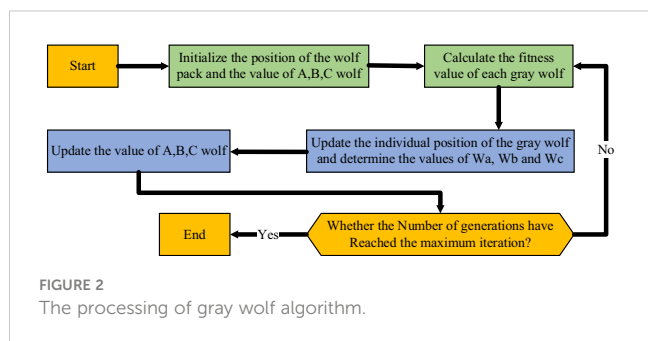 Start
Initialize the position of the wolf
pack and the value of A,B,C wolf
Calculate the fitness
value of each gray wolf
Update the value of A,B,C wolf
Update the individual position of the gray wolf
and determine the values of Wa, Wb and Wc
No
End
Yes
Whether the Number of generations have
Reached the maximum iteration?
FIGURE 2
The processing of gray wolf algorithm.